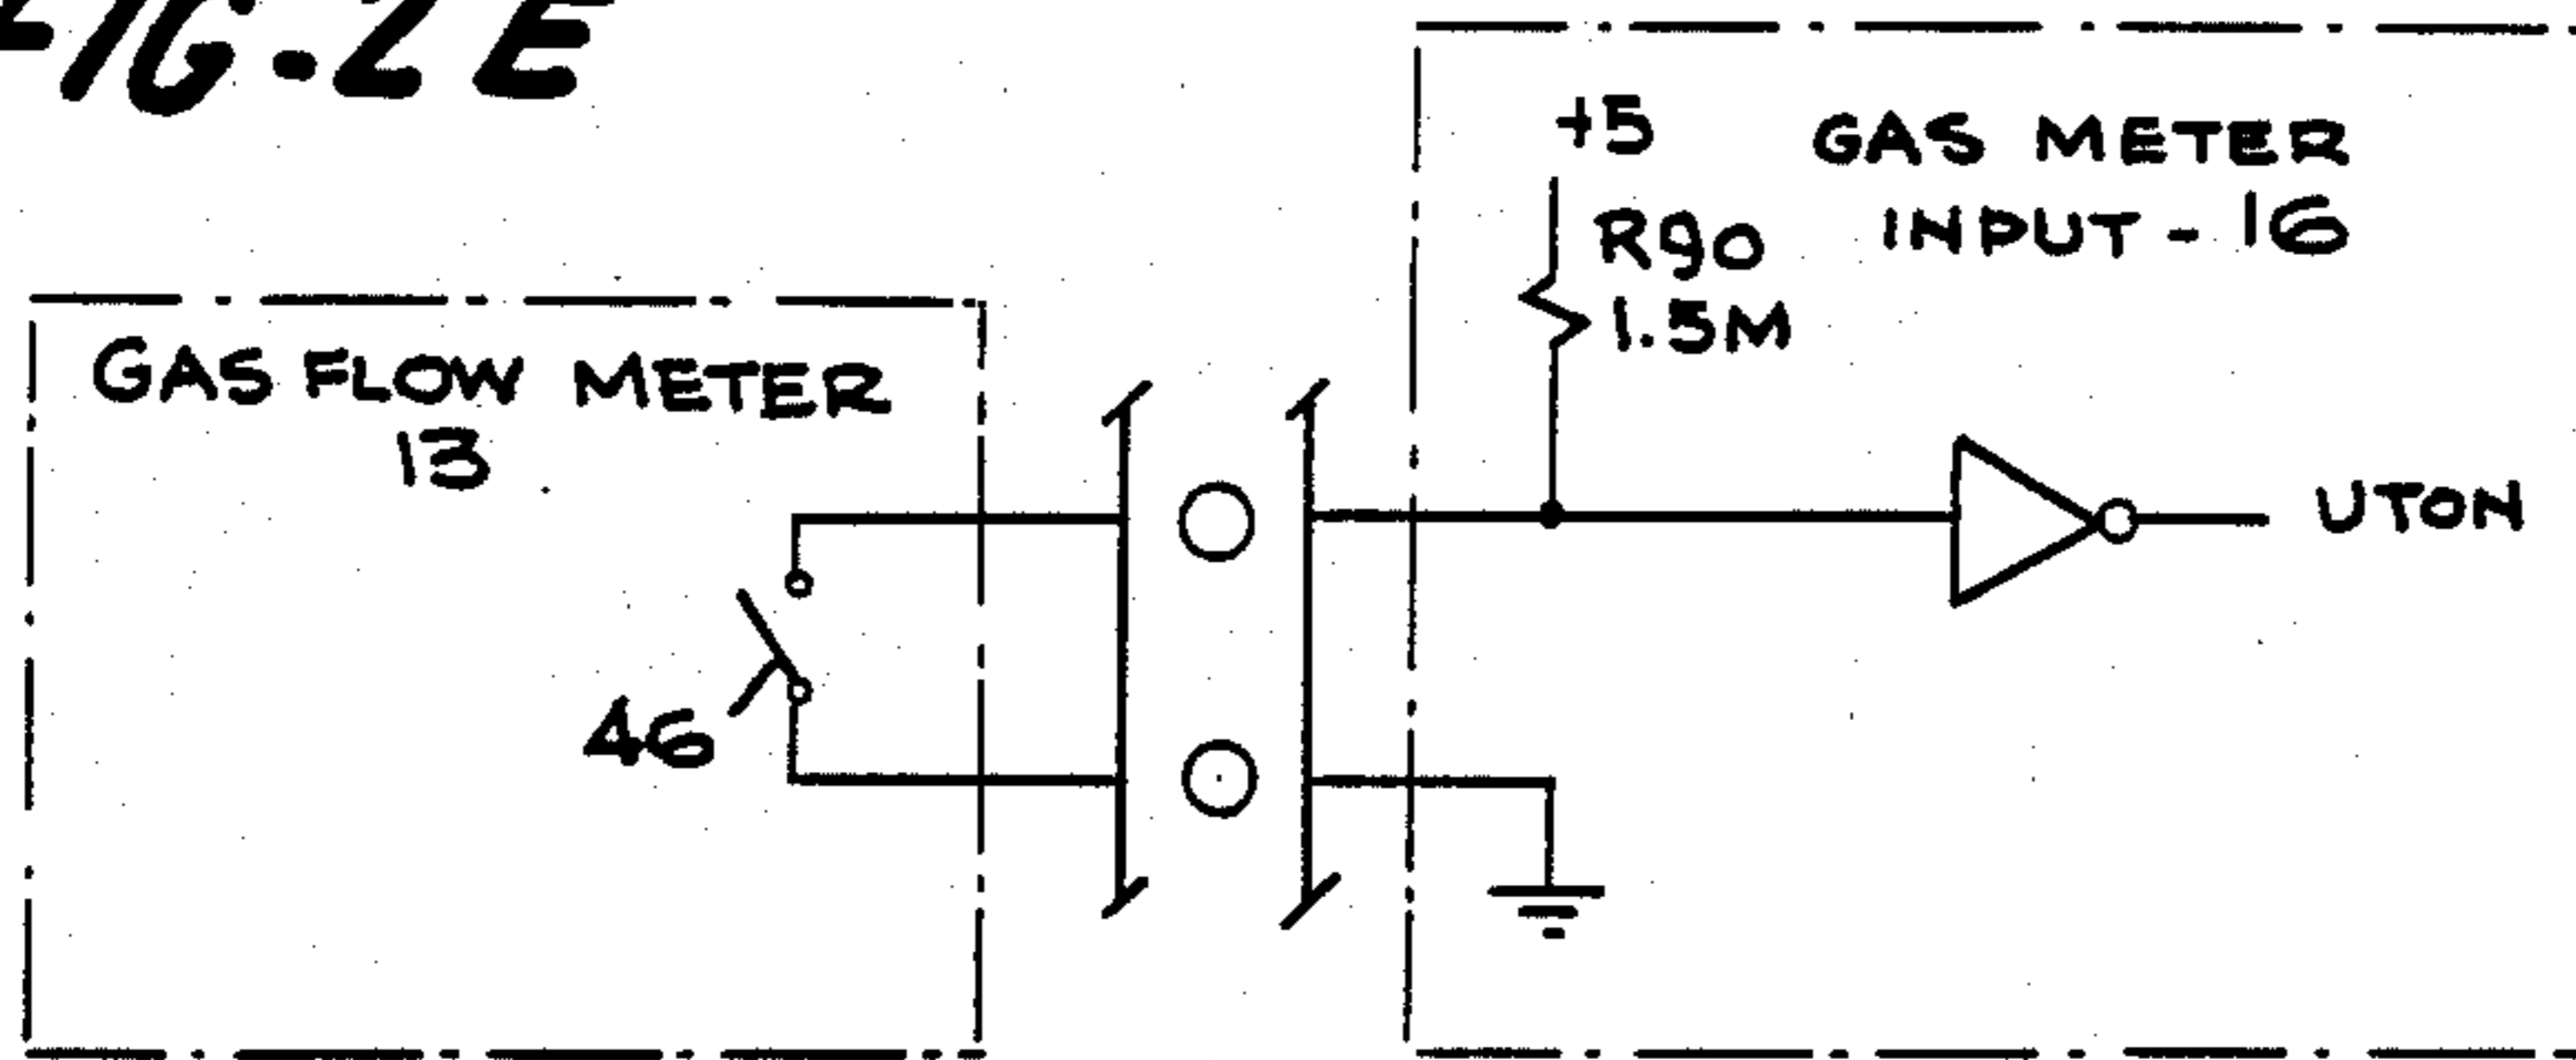 FIG. 2E
+5
GAS METER
INPUT - 16
R90
1.5M
GAS FLOW METER
13
UTON
46